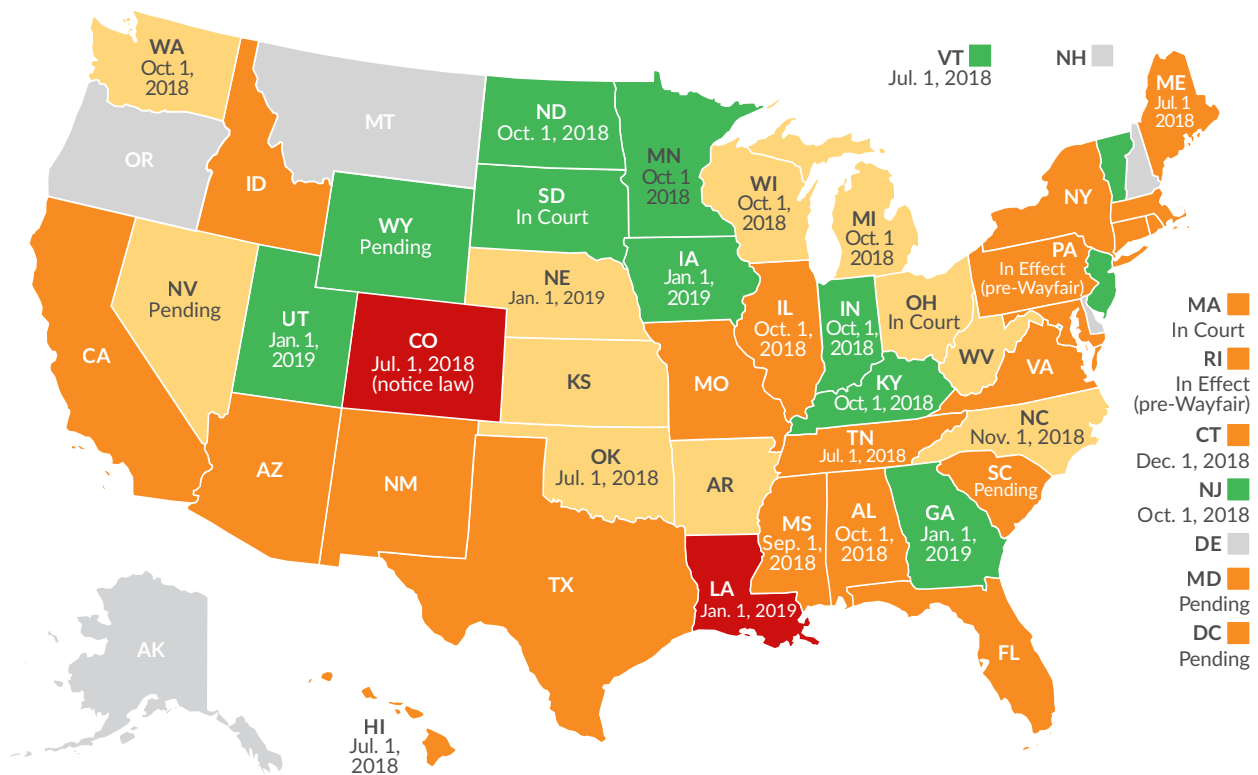 WA
Oct. 1,
2018
OR
MT
ID
ND
Oct. 1, 2018
MN
Oct. 1
2018
VT
Jul. 1, 2018
NH
ME
Jul. 1
2018
SD
In Court
WY
Pending
WI
Oct. 1,
2018
MI
Oct. 1
2018
NY
PA
In Effect
(pre-Wayfair)
NV
Pending
UT
Jan. 1,
2019
NE
Jan. 1, 2019
IA
Jan. 1,
2019
IL
Oct. 1,
2018
IN
Oct, 1,
2018
OH
In Court
CA
CO
Jul. 1, 2018
(notice law)
KS
MO
KY
Oct, 1, 2018
WV
VA
MA
In Court
RI
In Effect
(pre-Wayfair)
CT
Dec. 1, 2018
NJ
Oct. 1, 2018
DE
MD
Pending
DC
Pending
AZ
NM
OK
Jul. 1, 2018
AR
TN
Jul. 1, 2018
NC
Nov. 1, 2018
SC
Pending
MS
Sep. 1,
2018
AL
Oct. 1,
2018
GA
Jan. 1,
2019
TX
LA
Jan. 1, 2019
FL
AK
HI
Jul. 1,
2018